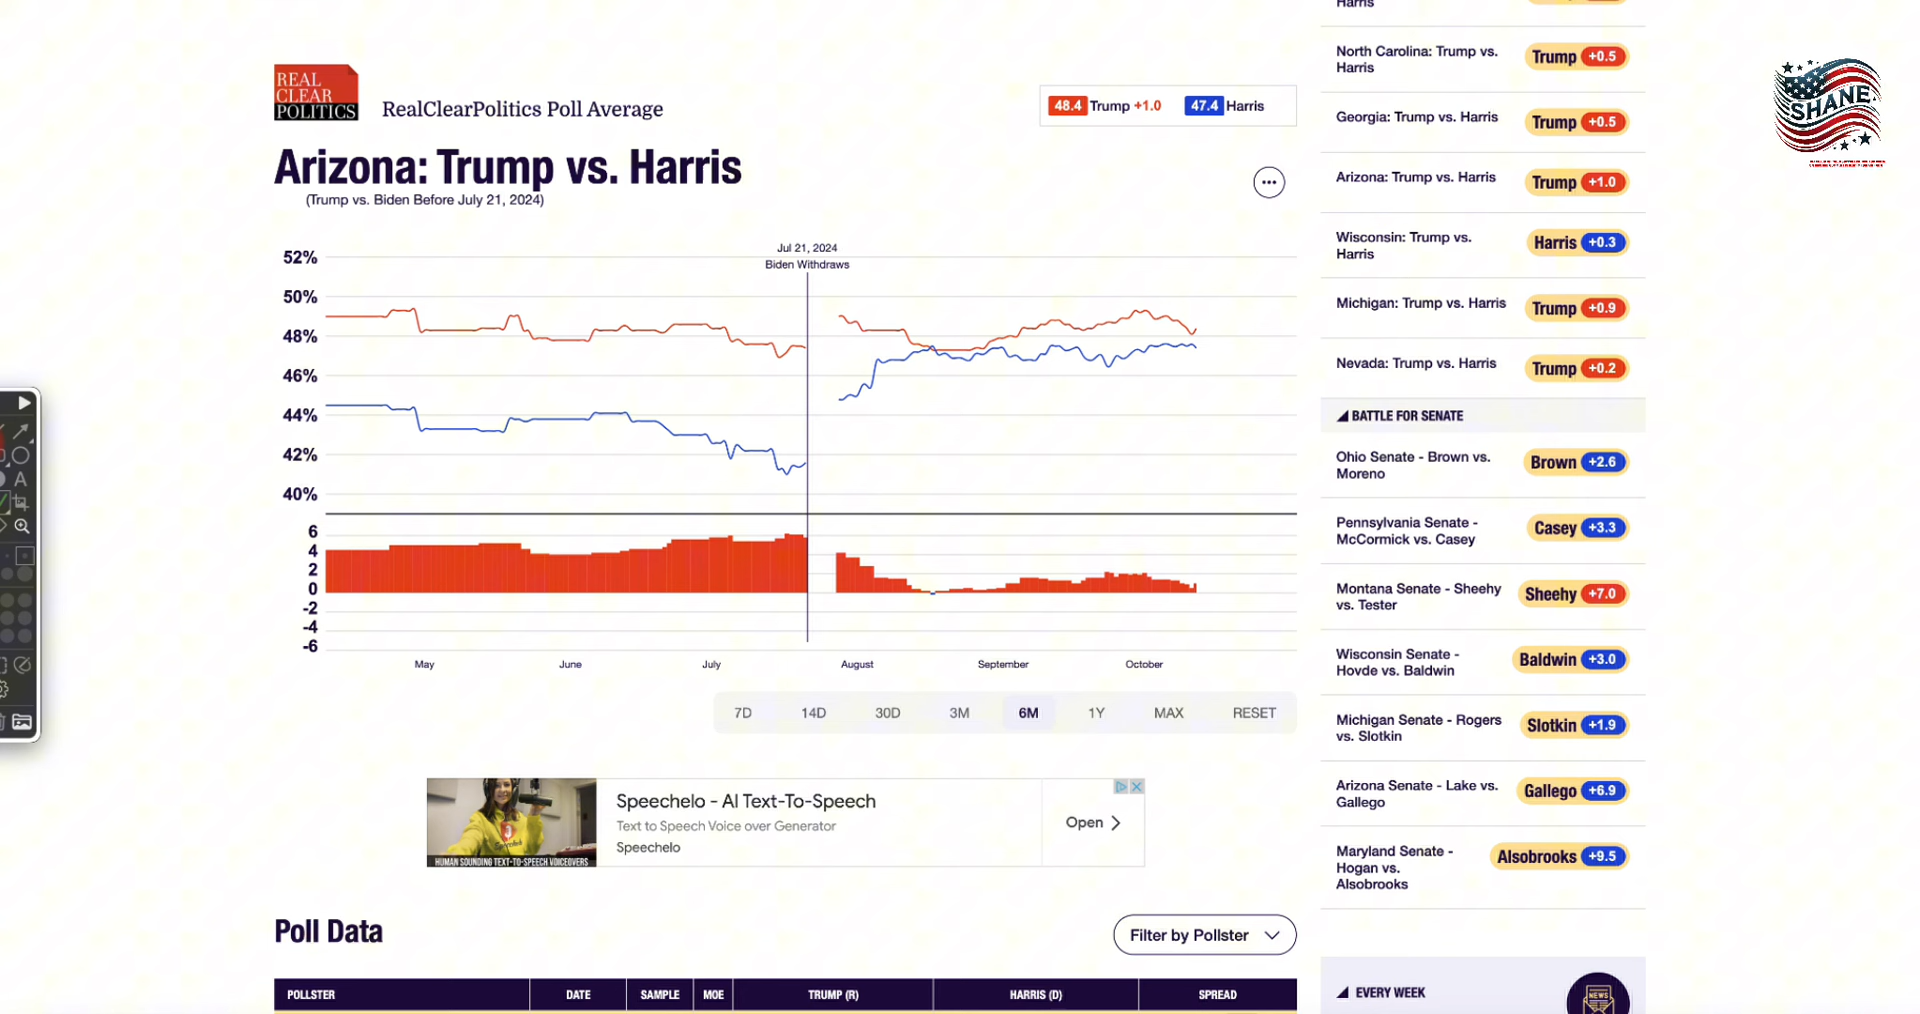 REAL
CLEAR
POLITICS
RealClearPolitics Poll Average
48.4 Trump +1.0 47.4 Harris
Arizona: Trump vs. Harris
(Trump vs. Biden Before July 21, 2024)
Jul 21, 2024
Biden Withdraws
52%
50%
48%
46%
44%
42%
40%
6
4
2
0
-2
-4
-6
May June July August September October
7D 14D 30D 3M 6M 1Y MAX RESET
HUMAN SOUNDING TEXT-TO-SPEECH VOICEOVERS
Speechelo - AI Text-To-Speech
Text to Speech Voice over Generator
Speechelo
Open
Poll Data
Filter by Pollster
POLLSTER DATE SAMPLE MOE TRUMP (R) HARRIS (D) SPREAD
Harris
North Carolina: Trump vs.
Harris
Trump +0.5
Georgia: Trump vs. Harris
Trump +0.5
Arizona: Trump vs. Harris
Trump +1.0
Wisconsin: Trump vs.
Harris
Harris +0.3
Michigan: Trump vs. Harris
Trump +0.9
Nevada: Trump vs. Harris
Trump +0.2
BATTLE FOR SENATE
Ohio Senate - Brown vs.
Moreno
Brown +2.6
Pennsylvania Senate -
McCormick vs. Casey
Casey +3.3
Montana Senate - Sheehy
vs. Tester
Sheehy +7.0
Wisconsin Senate -
Hovde vs. Baldwin
Baldwin +3.0
Michigan Senate - Rogers
vs. Slotkin
Slotkin +1.9
Arizona Senate - Lake vs.
Gallego
Gallego +6.9
Maryland Senate -
Hogan vs.
Alsobrooks
Alsobrooks +9.5
EVERY WEEK
NEWS
SHANE
A